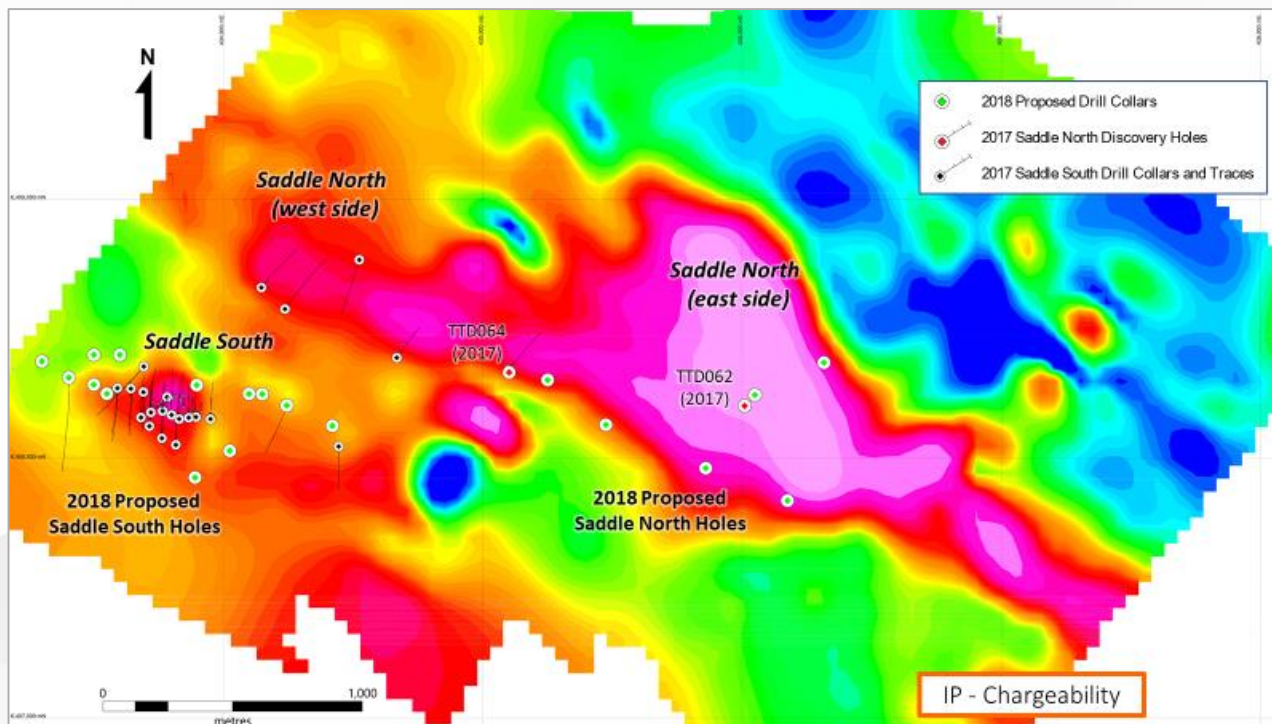 N
2018 Proposed Drill Collars
2017 Saddle North Discovery Holes
2017 Saddle South Drill Collars and Traces
Saddle North
(west side)
Saddle North
(east side)
Saddle South
TTD064
(2017)
TTD062
(2017)
2018 Proposed
Saddle South Holes
2018 Proposed
Saddle North Holes
IP - Chargeability
0
1,000
metres